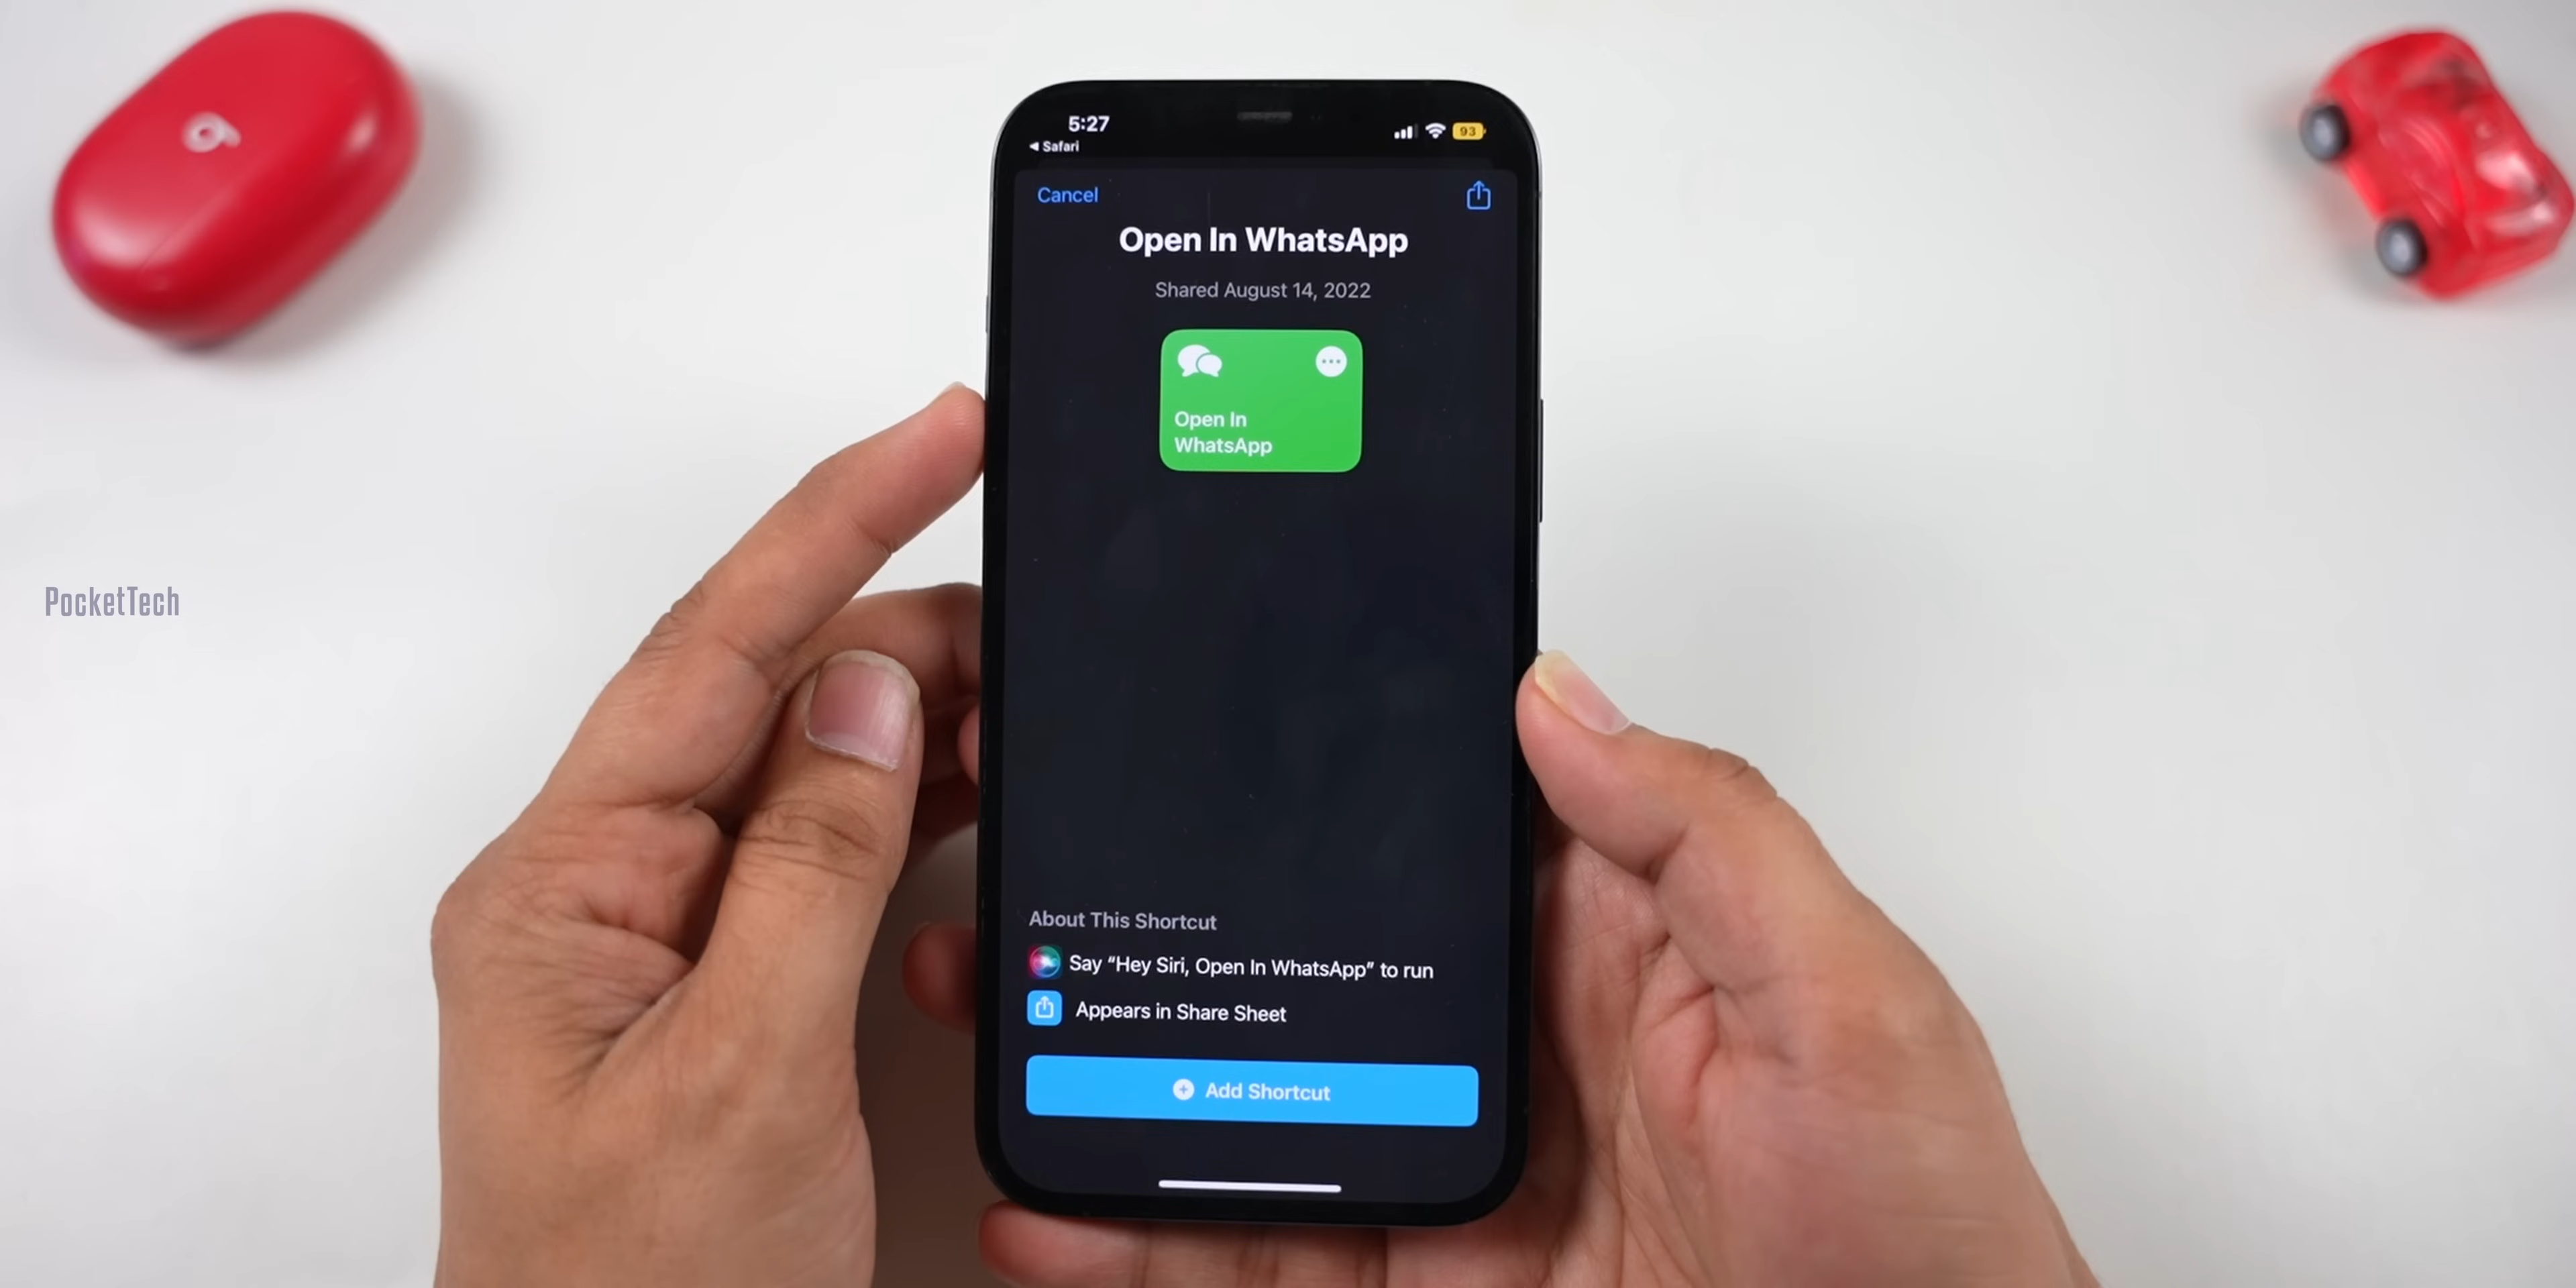 5:27
93
◀ Safari
Cancel
Open In WhatsApp
Shared August 14, 2022
Open In
WhatsApp
PocketTech
About This Shortcut
Say “Hey Siri, Open In WhatsApp” to run
Appears in Share Sheet
Add Shortcut